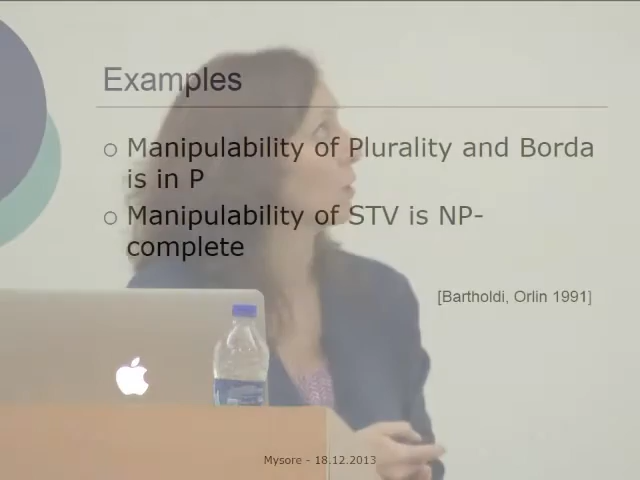 Examples
Manipulability of Plurality and Borda
is in P
Manipulability of STV is NP-
complete
[Bartholdi, Orlin 1991]
Mysore - 18.12.2013